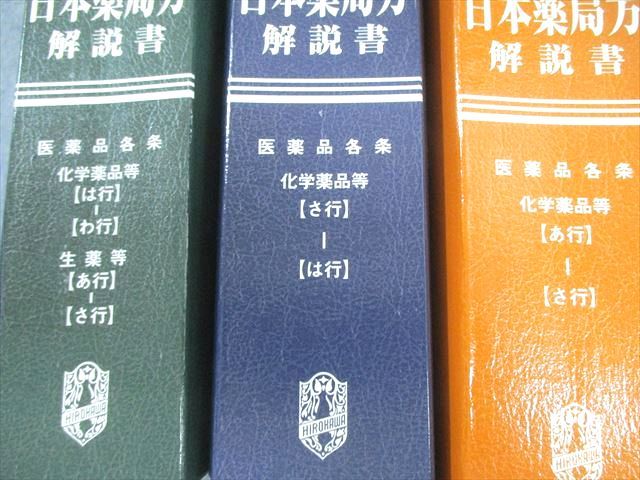 日本薬局方
解説書
医薬品各条
化学薬品等
【は行】
-
【わ行】
生薬等
【あ行】
-
【さ行】
HIROKAWA
日本薬局方
解説書
医薬品各条
化学薬品等
【さ行】
|
【は行】
HIROKAWA
日本薬局方
解説書
医薬品各条
化学薬品等
【あ行】
|
【さ行】
HIROKAWA